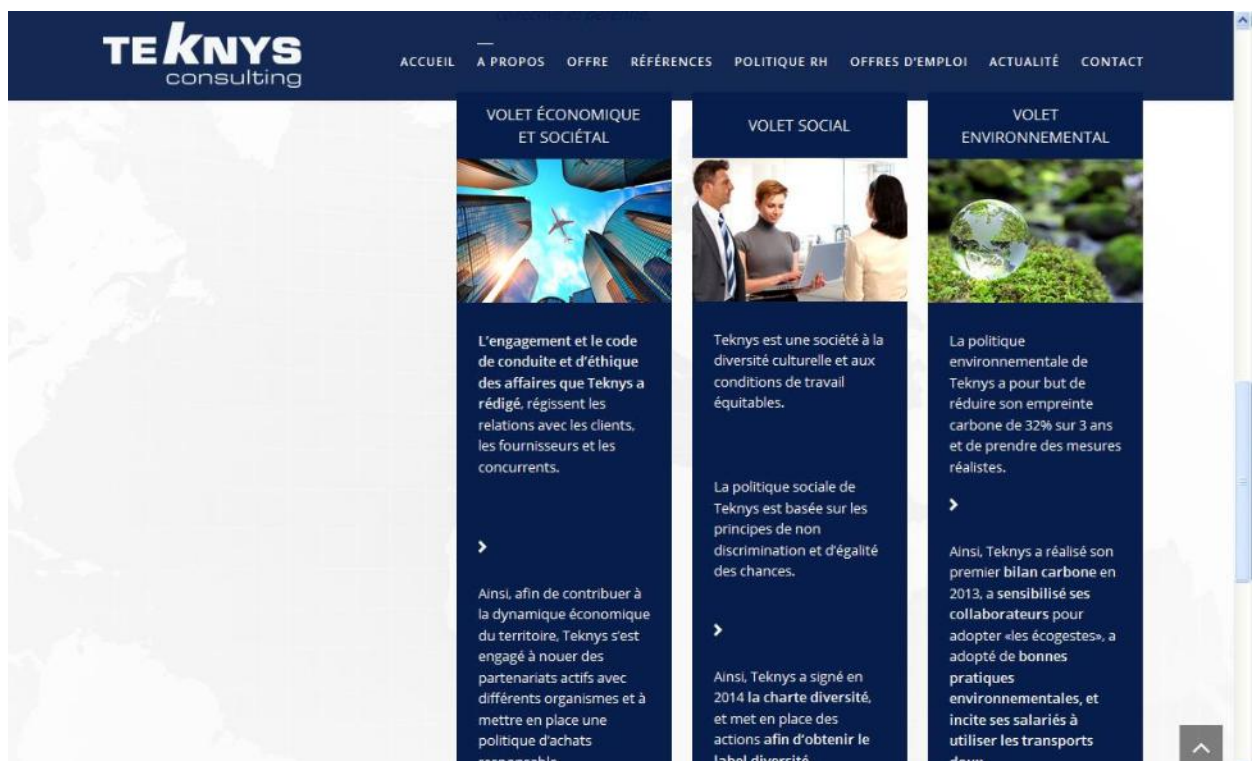 TEKNYS
consulting
ACCUEIL A PROPOS OFFRE RÉFÉRENCES POLITIQUE RH OFFRES D'EMPLOI ACTUALITÉ CONTACT
VOLET ÉCONOMIQUE
ET SOCIÉTAL
L'engagement et le code
de conduite et d'éthique
des affaires que Teknys a
rédigé, régissent les
relations avec les clients,
les fournisseurs et les
concurrents.
Ainsi, afin de contribuer à
la dynamique économique
du territoire, Teknys s'est
engagé à nouer des
partenariats actifs avec
différents organismes et à
mettre en place une
politique d'achats
responsable
VOLET SOCIAL
Teknys est une société à la
diversité culturelle et aux
conditions de travail
équitables.
La politique sociale de
Teknys est basée sur les
principes de non
discrimination et d'égalité
des chances.
Ainsi, Teknys a signé en
2014 la charte diversité,
et met en place des
actions afin d'obtenir le
label diversité
VOLET
ENVIRONNEMENTAL
La politique
environnementale de
Teknys a pour but de
réduire son empreinte
carbone de 32% sur 3 ans
et de prendre des mesures
réalistes.
Ainsi, Teknys a réalisé son
premier bilan carbone en
2013, a sensibilisé ses
collaborateurs pour
adopter «les écogestes», a
adopté de bonnes
pratiques
environnementales, et
incite ses salariés à
utiliser les transports
doux